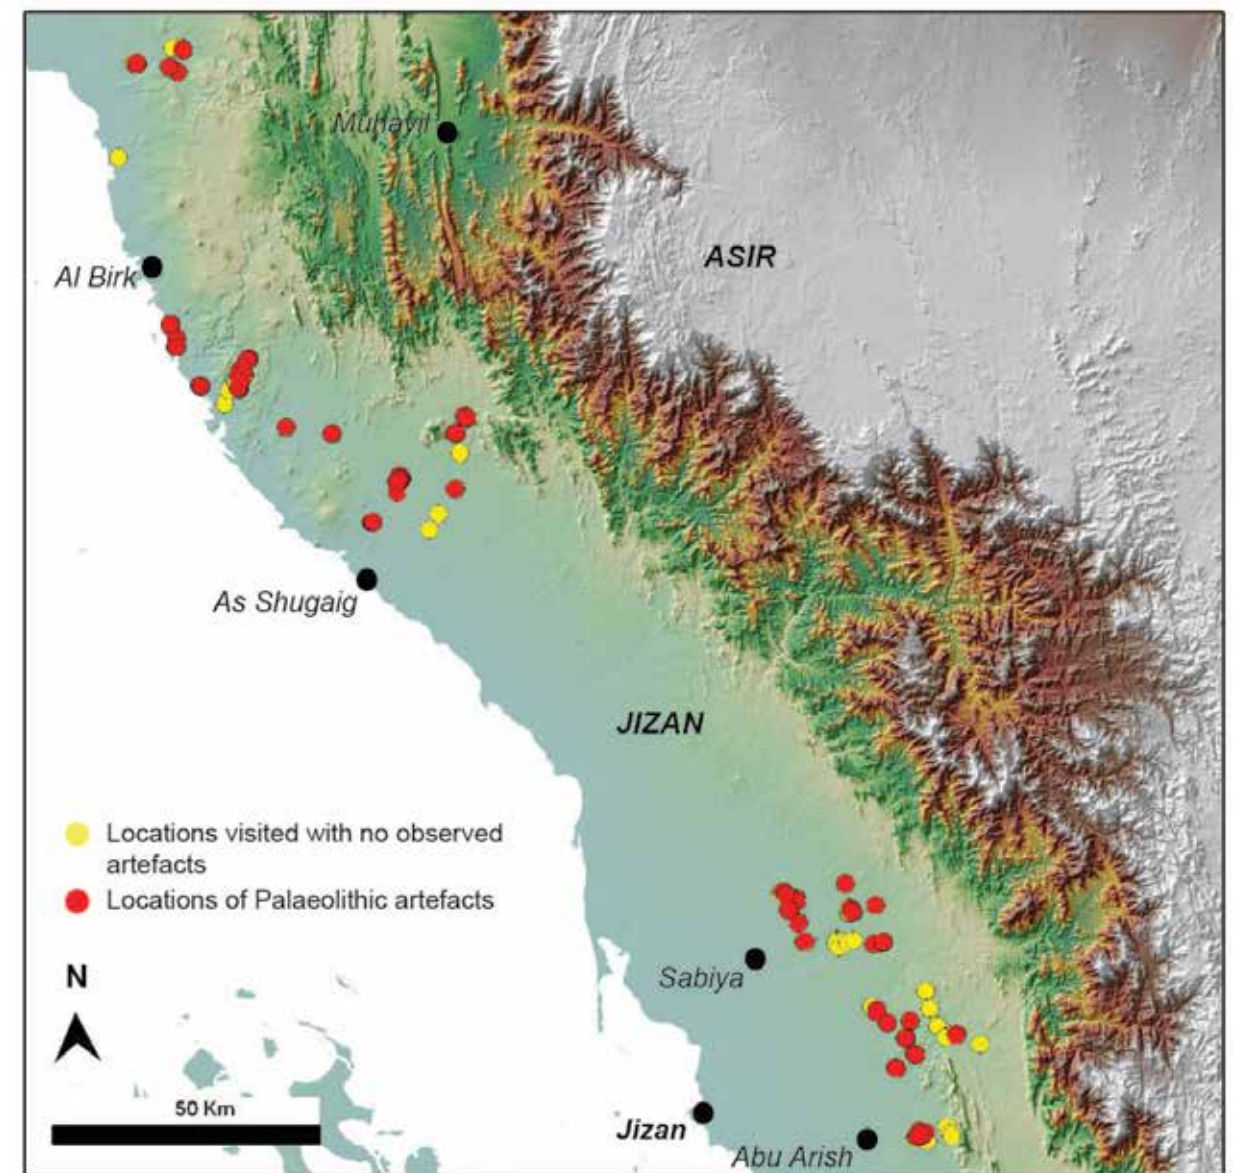 Muhayil
ASIR
Al Birk
As Shugaig
JIZAN
Locations visited with no observed
artefacts
Locations of Palaeolithic artefacts
N
Sabiya
50 Km
Jizan
Abu Arish